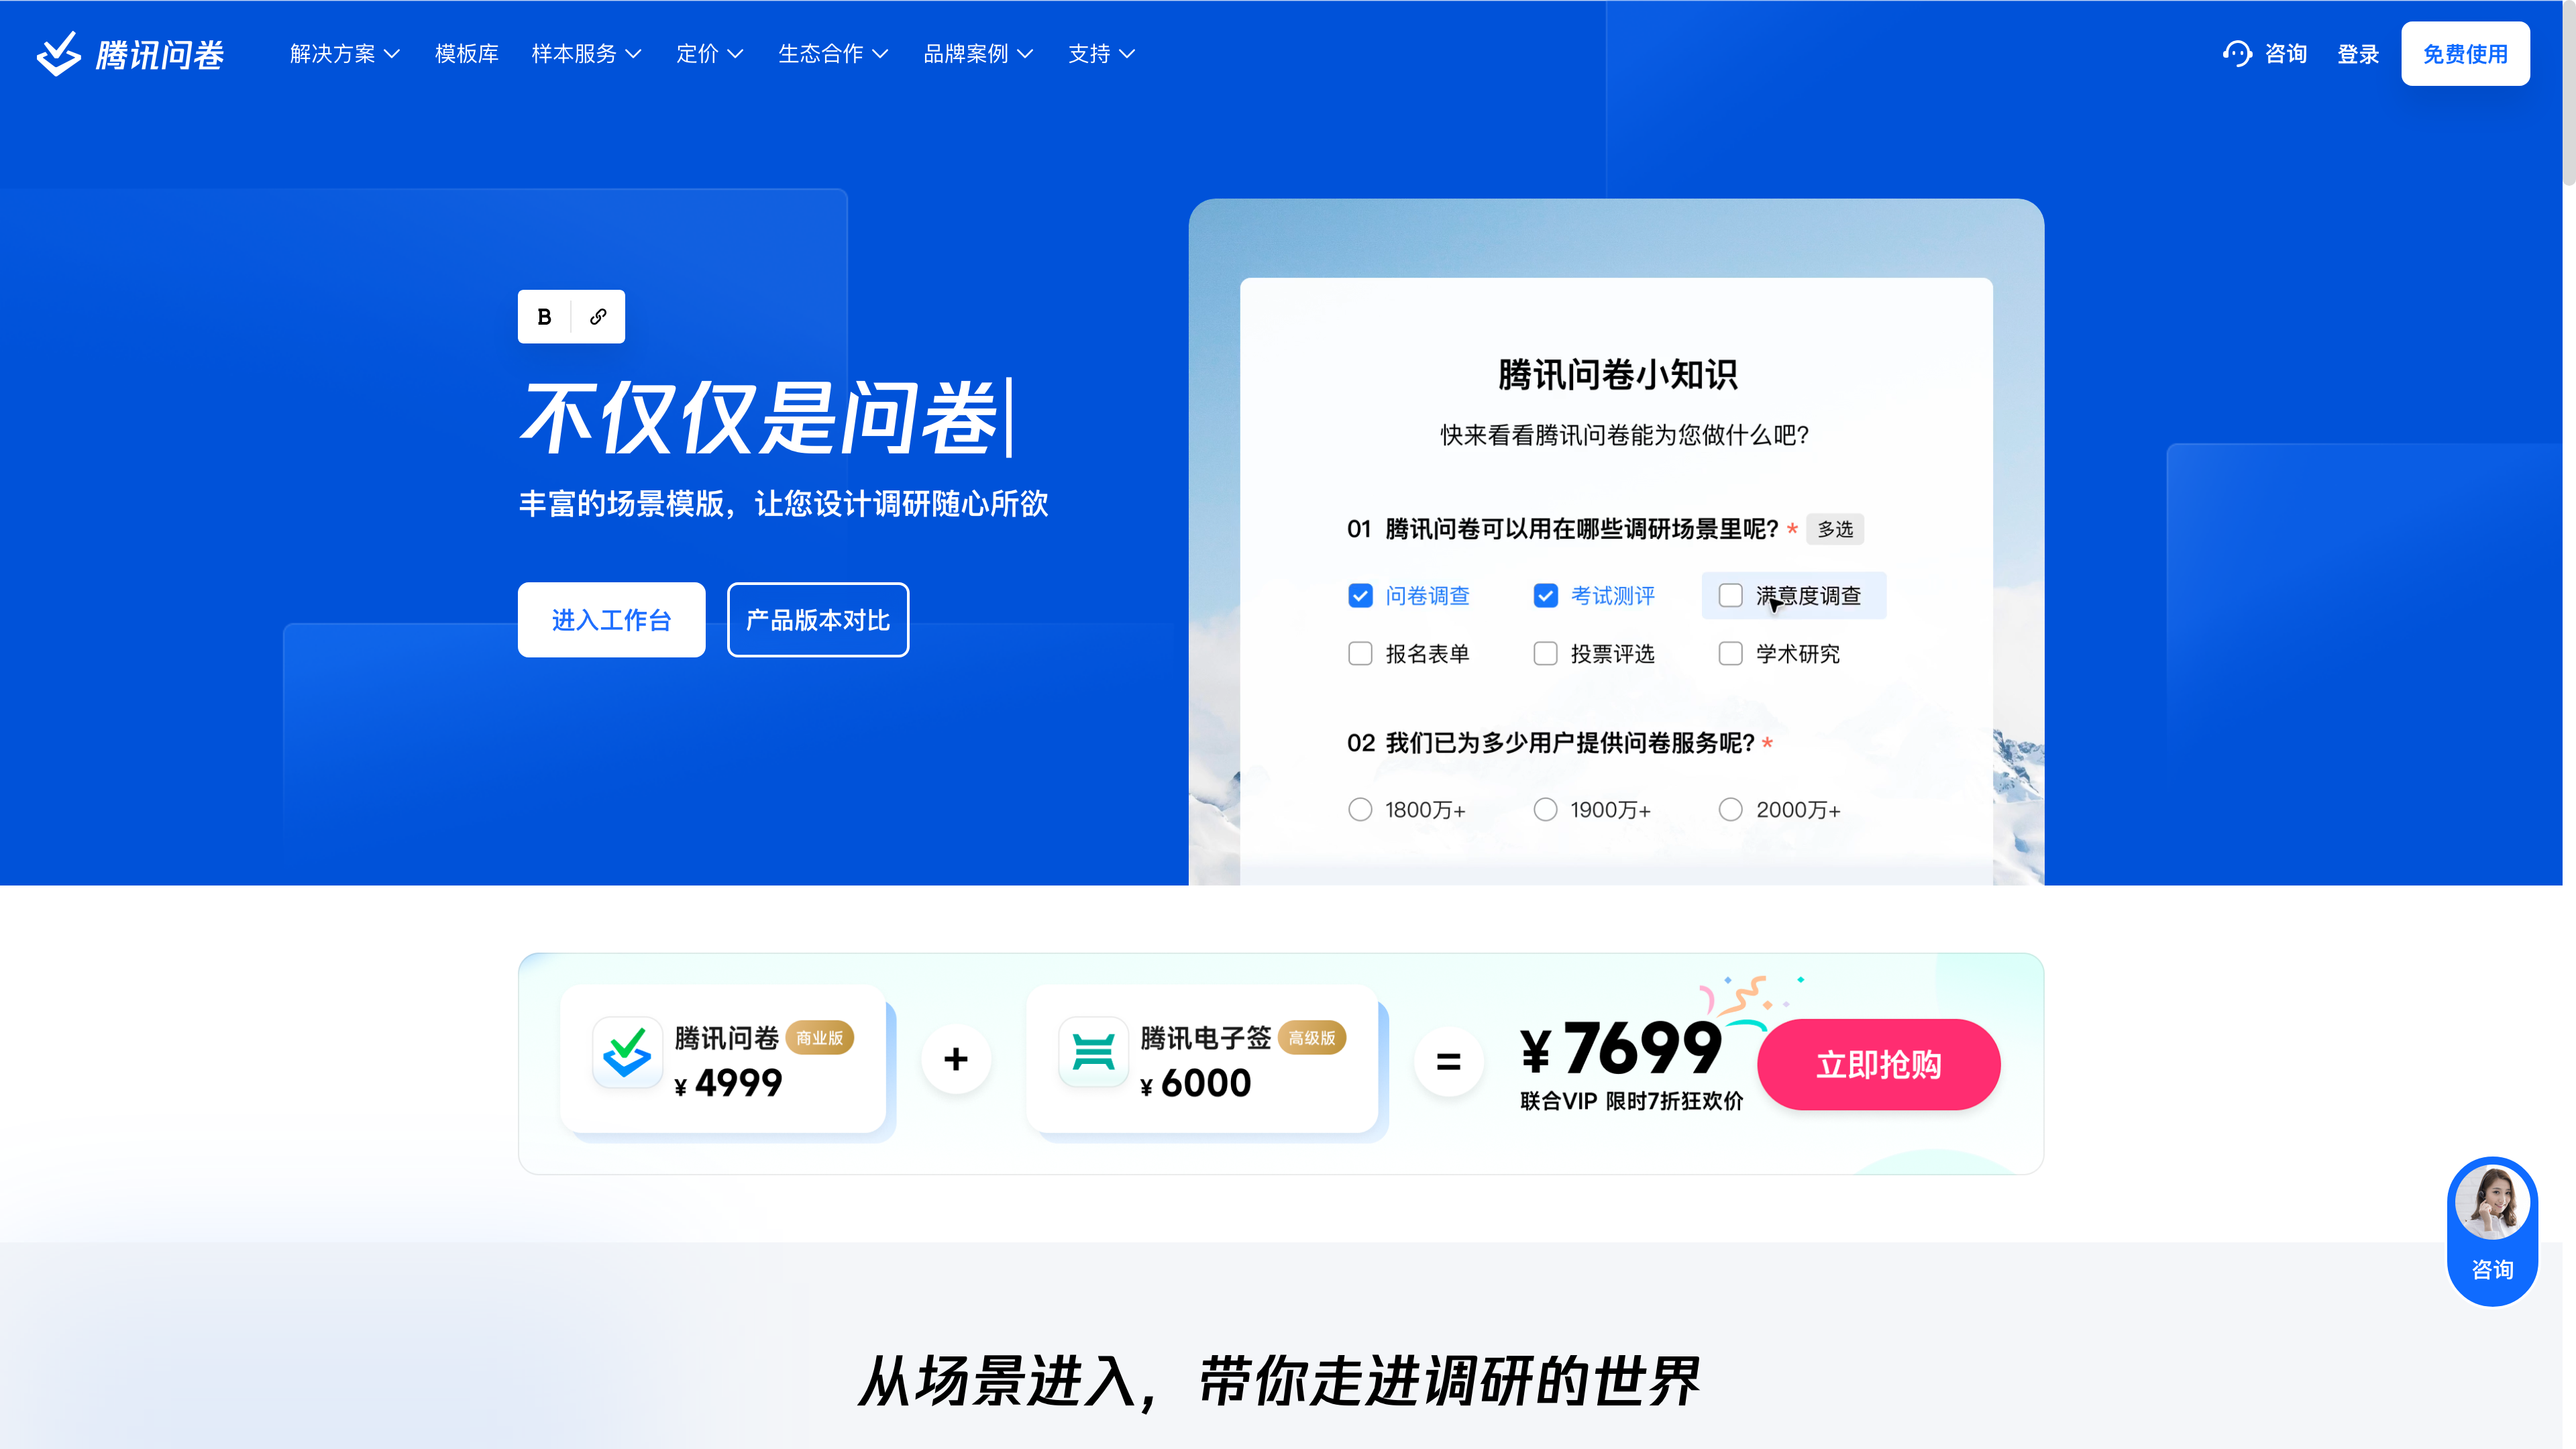 腾讯问卷
解决方案 模板库 样本服务 定价 生态合作 品牌案例 支持
咨询 登录 免费使用
B
不仅仅是问卷
丰富的场景模版，让您设计调研随心所欲
进入工作台 产品版本对比
腾讯问卷小知识
快来看看腾讯问卷能为您做什么吧?
01 腾讯问卷可以用在哪些调研场景里呢? * 多选
问卷调查 考试测评 满意度调查
报名表单 投票评选 学术研究
02 我们已为多少用户提供问卷服务呢? *
1800万+ 1900万+ 2000万+
腾讯问卷 商业版
¥ 4999
+
腾讯电子签 高级版
¥ 6000
=
¥ 7699
联合VIP 限时7折狂欢价
立即抢购
咨询
从场景进入，带你走进调研的世界